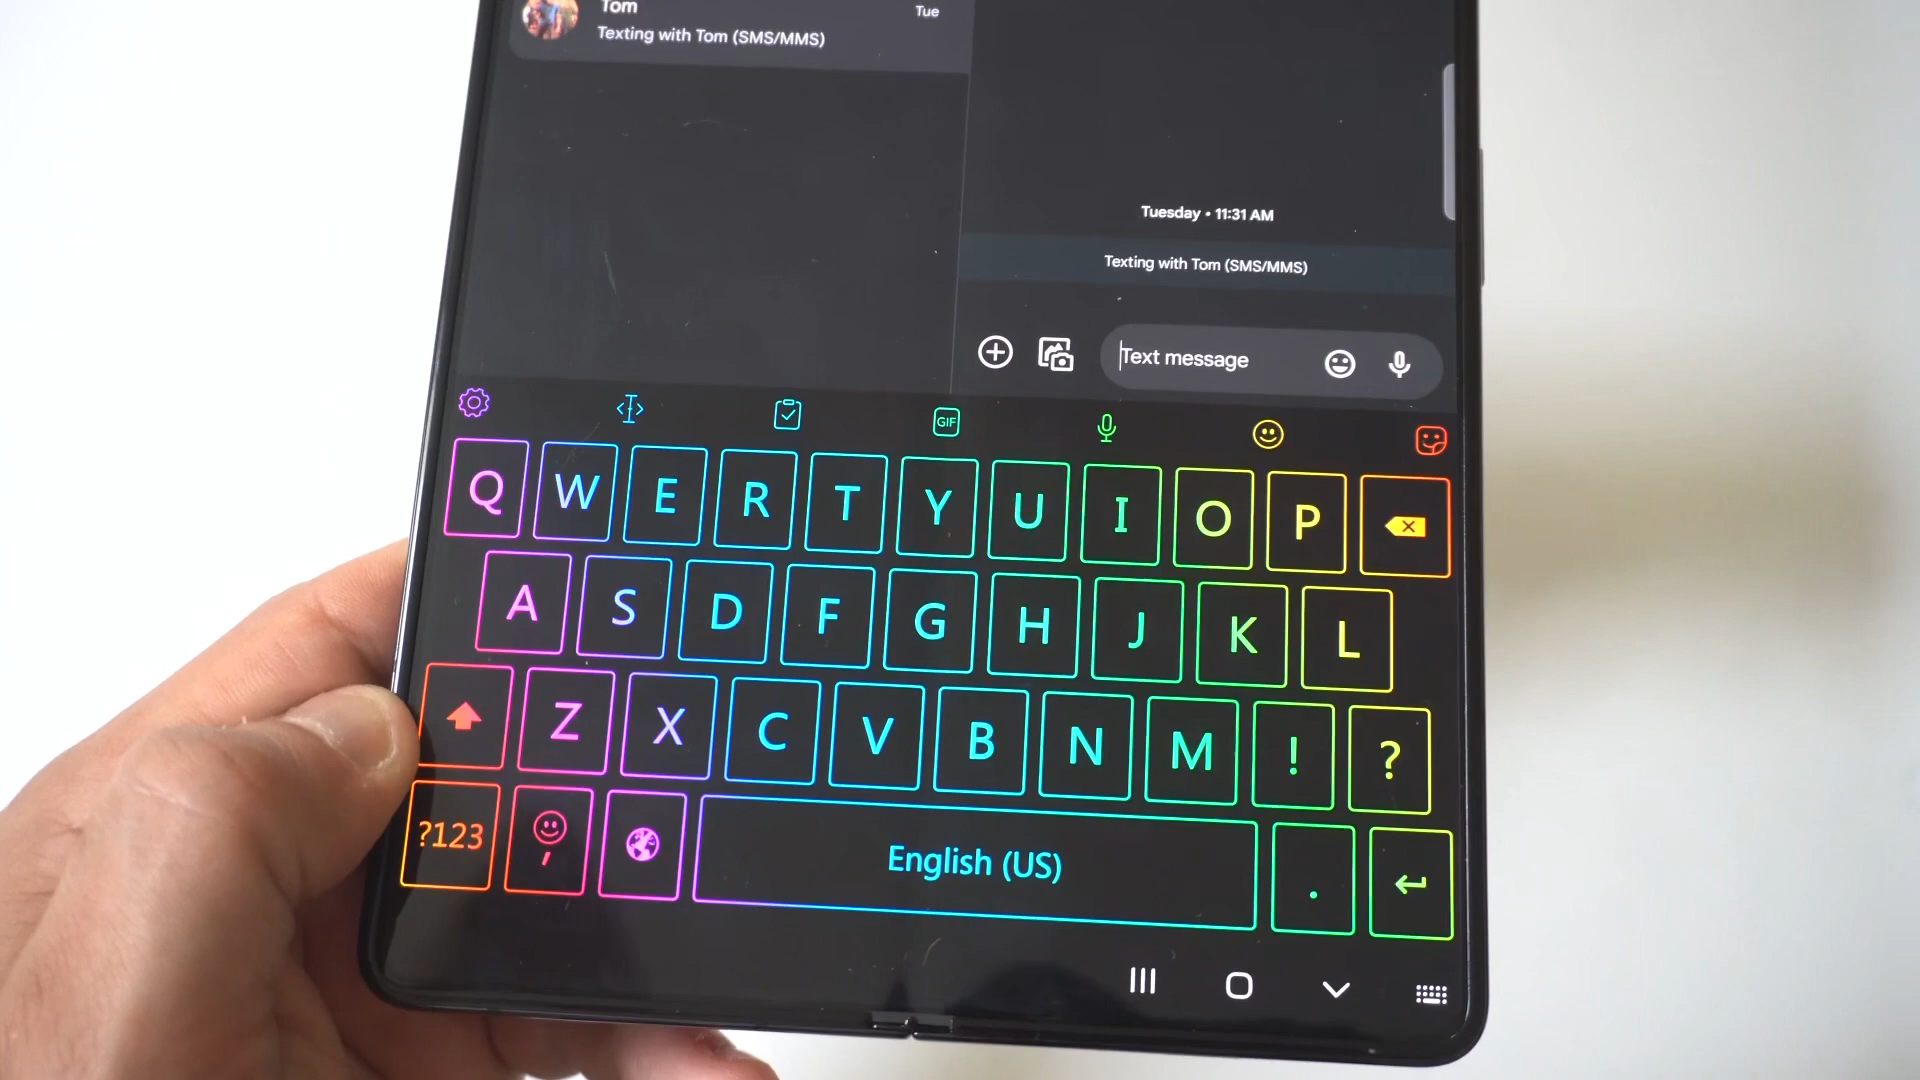 Tom
Tue
Texting with Tom (SMS/MMS)
Tuesday • 11:31 AM
Texting with Tom (SMS/MMS)
Text message
GIF
Q W E R T Y U I O P
A S D F G H J K L
Z X C V B N M ! ?
?123 , English (US) .